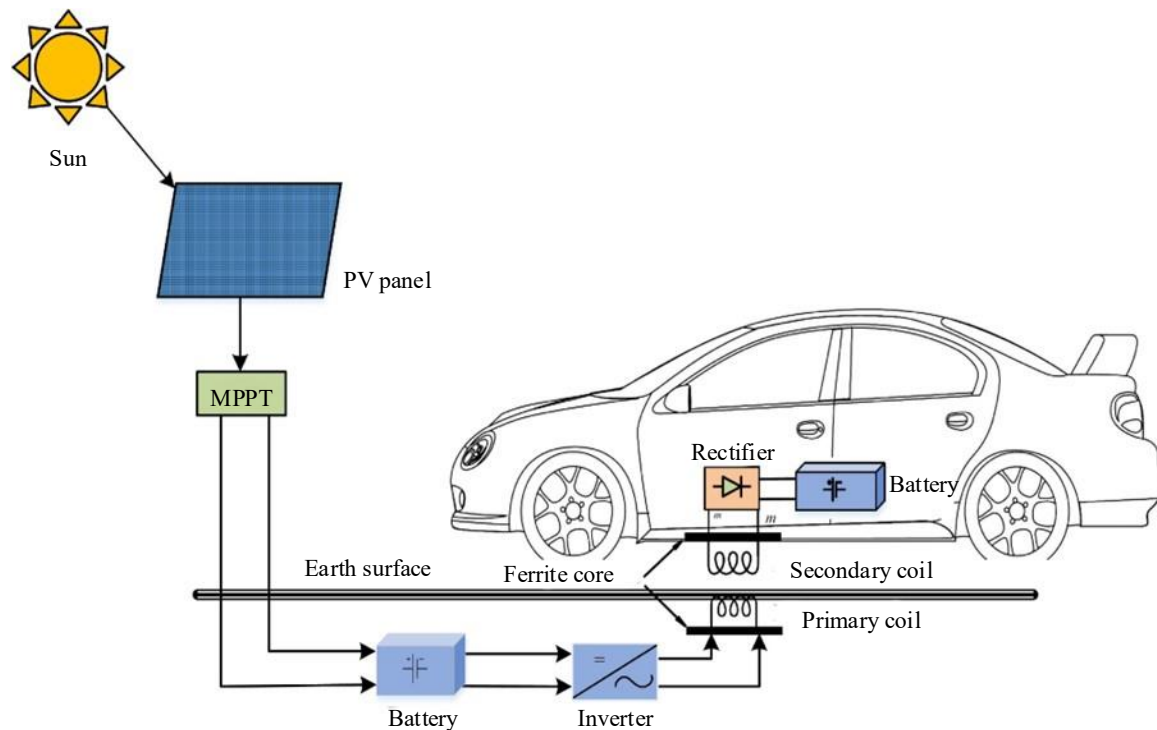 Sun
PV panel
MPPT
Rectifier
Battery
m
m
Earth surface
Ferrite core
Secondary coil
Primary coil
Battery
Inverter